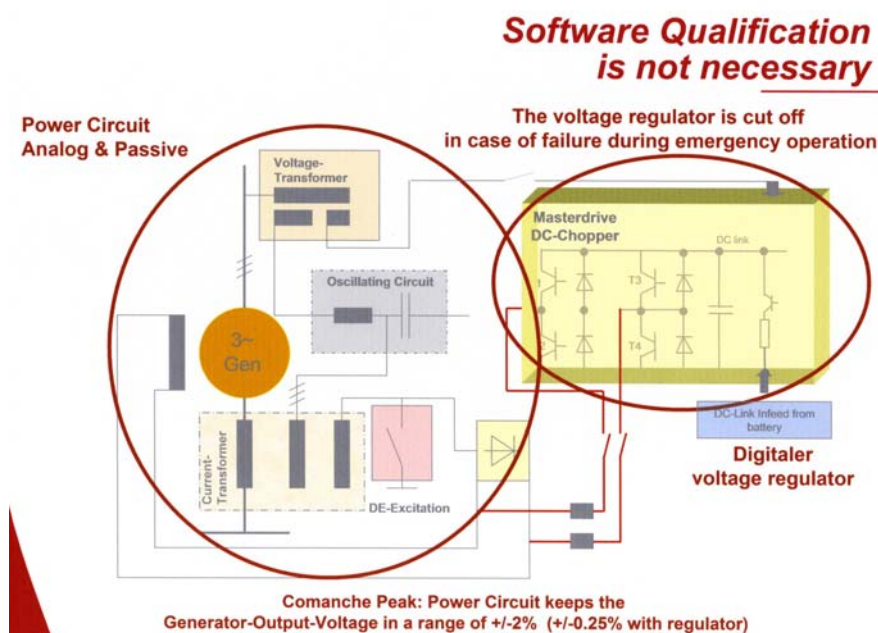 Software Qualification
is not necessary
The voltage regulator is cut off
in case of failure during emergency operation
Power Circuit
Analog & Passive
Voltage-
Transformer
Masterdrive
DC-Chopper
DC link
Oscillating Circuit
1
T3
3~
Gen
2
T4
DC-Link Infeed from
battery
Digitaler
voltage regulator
Current-
Transformer
DE-Excitation
Comanche Peak: Power Circuit keeps the
Generator-Output-Voltage in a range of +/-2% (+/-0.25% with regulator)